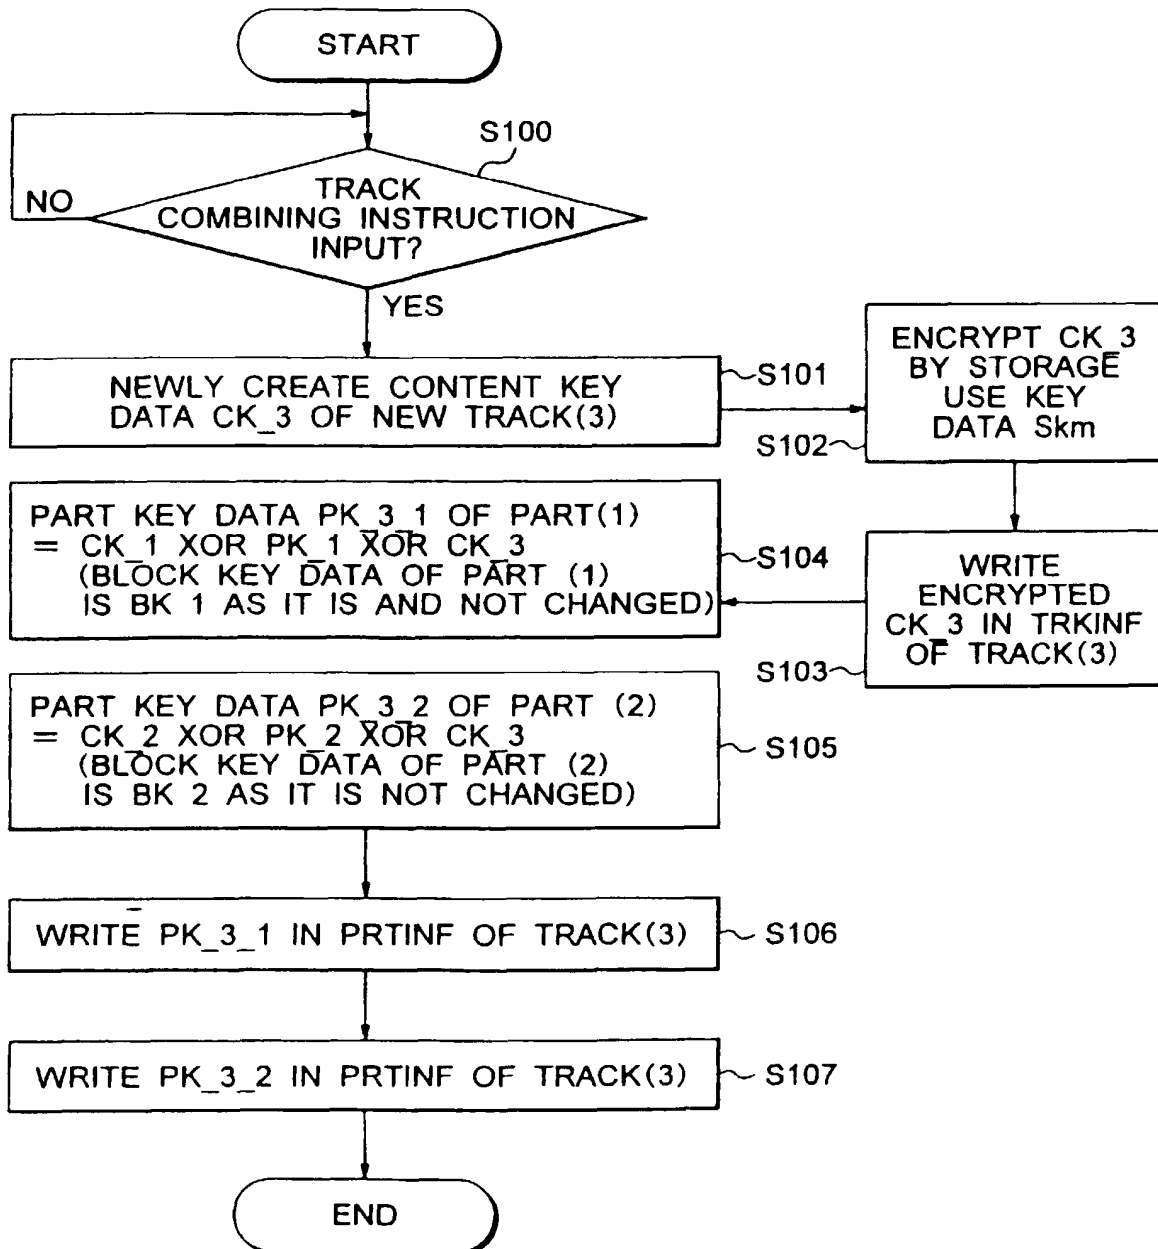 START
S100
TRACK
COMBINING INSTRUCTION
INPUT?
NO
YES
NEWLY CREATE CONTENT KEY
DATA CK_3 OF NEW TRACK(3)
S101
ENCRYPT CK_3
BY STORAGE
USE KEY
DATA Skm
S102
WRITE
ENCRYPTED
CK_3 IN TRKINF
OF TRACK(3)
S103
PART KEY DATA PK_3_1 OF PART(1)
= CK_1 XOR PK_1 XOR CK_3
(BLOCK KEY DATA OF PART (1)
IS BK 1 AS IT IS AND NOT CHANGED)
S104
PART KEY DATA PK_3_2 OF PART (2)
= CK_2 XOR PK_2 XOR CK_3
(BLOCK KEY DATA OF PART (2)
IS BK 2 AS IT IS NOT CHANGED)
S105
WRITE PK_3_1 IN PRTINF OF TRACK(3)
S106
WRITE PK_3_2 IN PRTINF OF TRACK(3)
S107
END